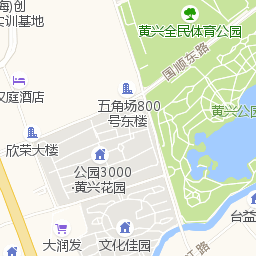 海)创
实训基地
黄兴全民体育公园
国顺东路
汉庭酒店
五角场800
号东楼
黄兴公
欣荣大楼
公园3000
·黄兴花园
台益
大润发
文化佳园
路